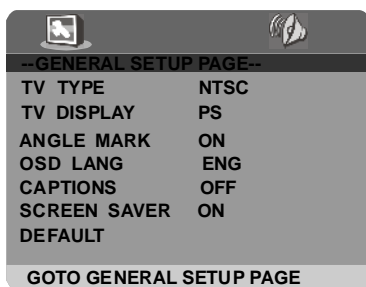 --GENERAL SETUP PAGE--
TV TYPE NTSC
TV DISPLAY PS
ANGLE MARK ON
OSD LANG ENG
CAPTIONS OFF
SCREEN SAVER ON
DEFAULT
GOTO GENERAL SETUP PAGE